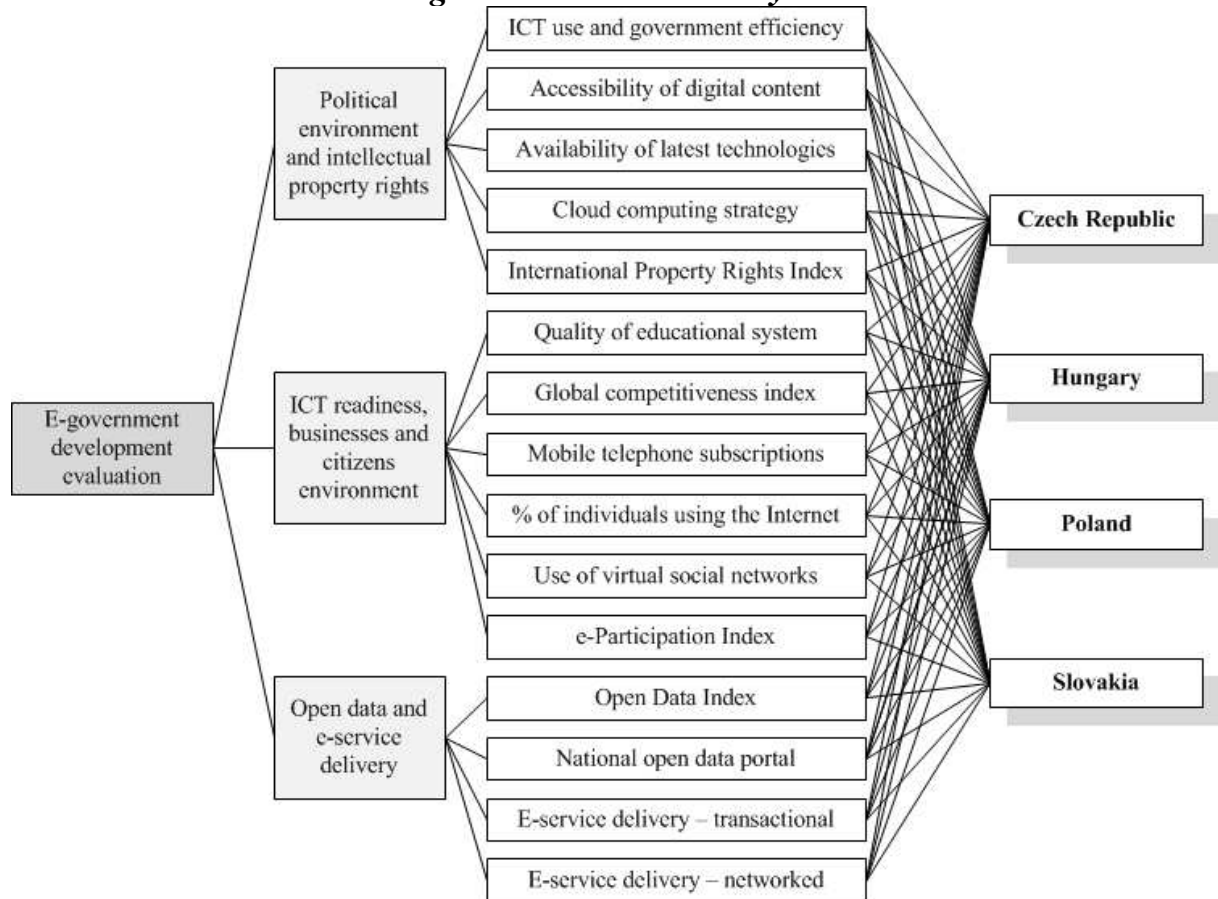 E-government
development
evaluation
Political
environment
and intellectual
property rights
ICT readiness,
businesses and
citizens
environment
Open data and
e-service
delivery
ICT use and government efficiency
Accessibility of digital content
Availability of latest technologies
Cloud computing strategy
International Property Rights Index
Quality of educational system
Global competitiveness index
Mobile telephone subscriptions
% of individuals using the Internet
Use of virtual social networks
e-Participation Index
Open Data Index
National open data portal
E-service delivery – transactional
E-service delivery – networked
Czech Republic
Hungary
Poland
Slovakia